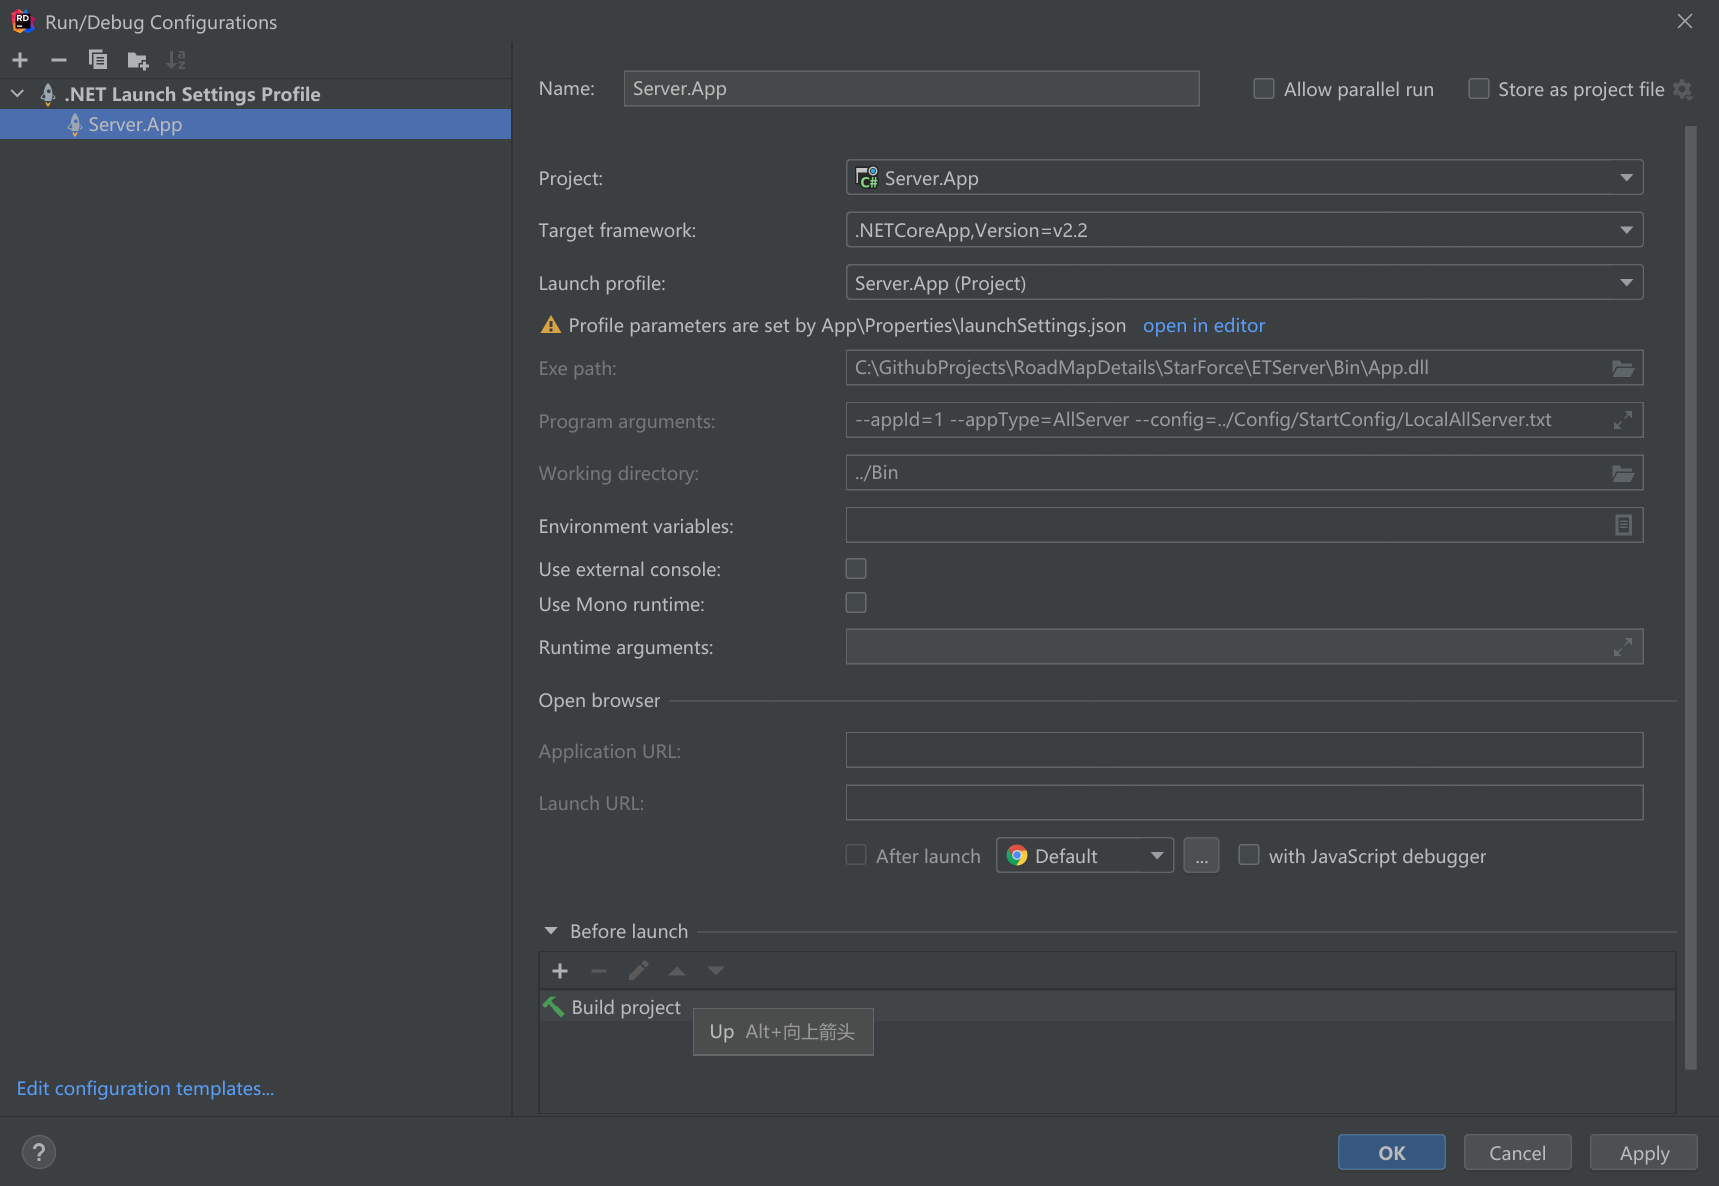 Run/Debug Configurations
.NET Launch Settings Profile
Server.App
Edit configuration templates...
Name: Server.App Allow parallel run Store as project file
Project: Server.App
Target framework: .NETCoreApp,Version=v2.2
Launch profile: Server.App (Project)
Profile parameters are set by App\Properties\launchSettings.json open in editor
Exe path: C:\GithubProjects\RoadMapDetails\StarForce\ETServer\Bin\App.dll
Program arguments: --appId=1 --appType=AllServer --config=../Config/StartConfig/LocalAllServer.txt
Working directory: ../Bin
Environment variables:
Use external console:
Use Mono runtime:
Runtime arguments:
Open browser
Application URL:
Launch URL:
After launch Default ... with JavaScript debugger
Before launch
Build project
Up Alt+向上箭头
? OK Cancel Apply